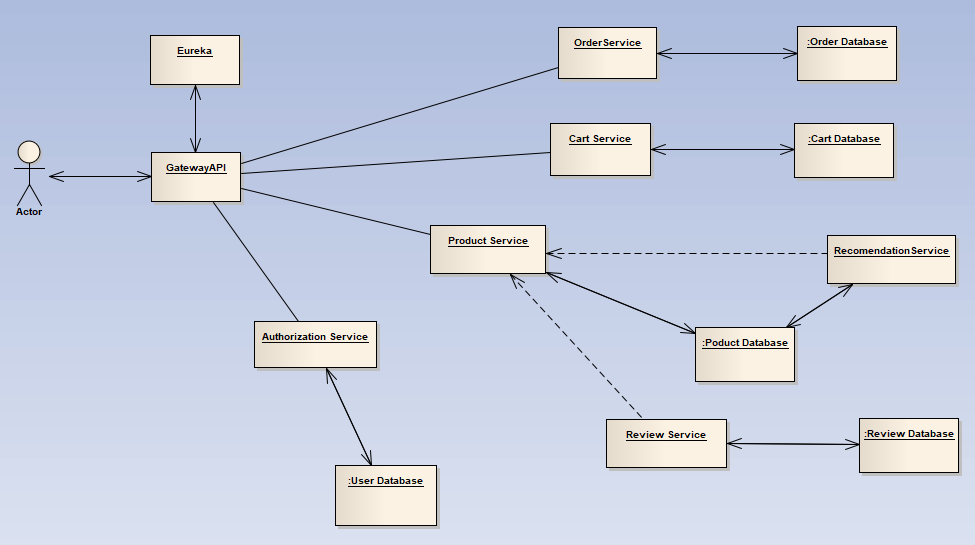 OrderService
:Order Database
Eureka
Cart Service
:Cart Database
GatewayAPI
Actor
Product Service
RecomendationService
Authorization Service
:Poduct Database
Review Service
:Review Database
:User Database